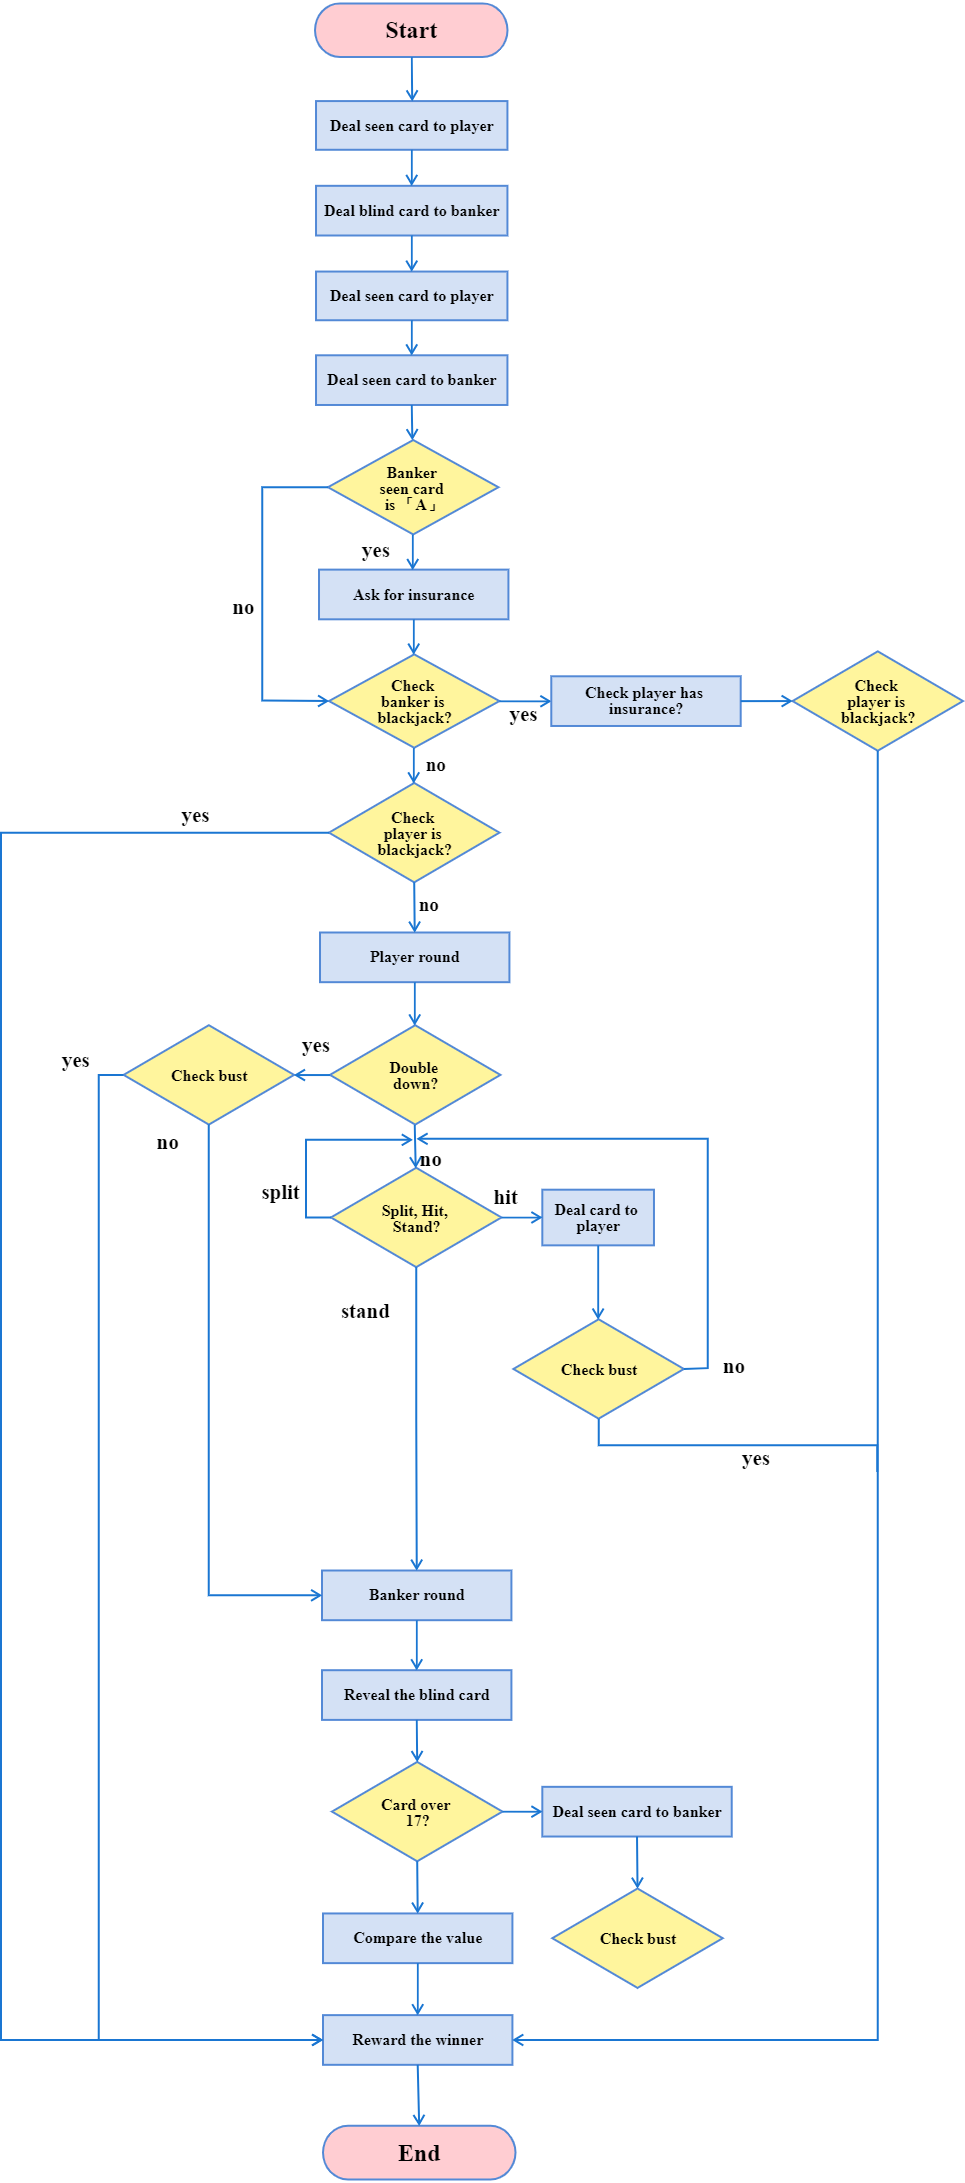 Start
Deal seen card to player
Deal blind card to banker
Deal seen card to player
Deal seen card to banker
Banker
seen card
is 「A」
yes
Ask for insurance
no
Check
banker is
blackjack?
yes
Check player has
insurance?
Check
player is
blackjack?
no
yes
Check
player is
blackjack?
no
Player round
yes
yes
Check bust
Double
down?
no
no
split
Split, Hit,
Stand?
hit
Deal card to
player
stand
Check bust
no
yes
Banker round
Reveal the blind card
Card over
17?
Deal seen card to banker
Compare the value
Check bust
Reward the winner
End